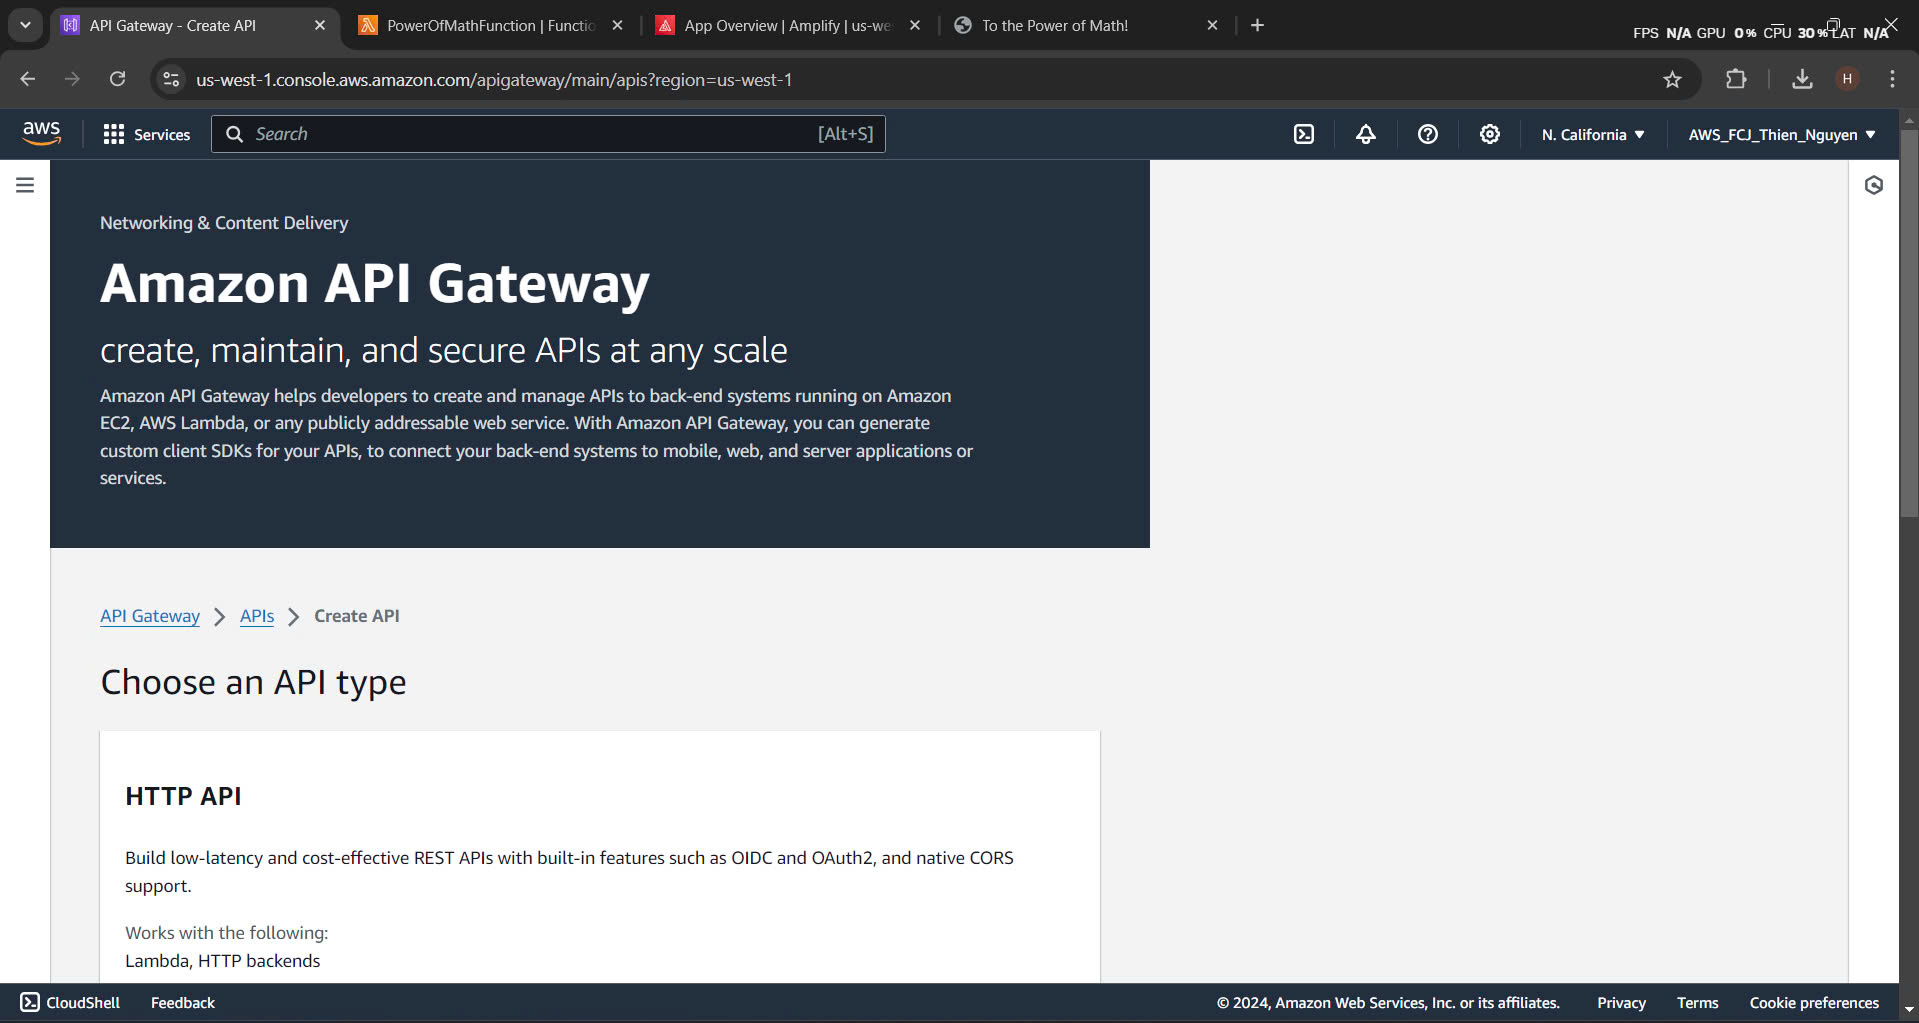 API Gateway - Create API
PowerOfMathFunction | Functio
App Overview | Amplify | us-we
To the Power of Math!
FPS N/A GPU 0% CPU 30% LAT N/A
us-west-1.console.aws.amazon.com/apigateway/main/apis?region=us-west-1
H
aws
Services
Search
[Alt+S]
N. California
AWS_FCJ_Thien_Nguyen
Networking & Content Delivery
Amazon API Gateway
create, maintain, and secure APIs at any scale
Amazon API Gateway helps developers to create and manage APIs to back-end systems running on Amazon
EC2, AWS Lambda, or any publicly addressable web service. With Amazon API Gateway, you can generate
custom client SDKs for your APIs, to connect your back-end systems to mobile, web, and server applications or
services.
API Gateway
APIs
Create API
Choose an API type
HTTP API
Build low-latency and cost-effective REST APIs with built-in features such as OIDC and OAuth2, and native CORS
support.
Works with the following:
Lambda, HTTP backends
CloudShell
Feedback
© 2024, Amazon Web Services, Inc. or its affiliates.
Privacy
Terms
Cookie preferences